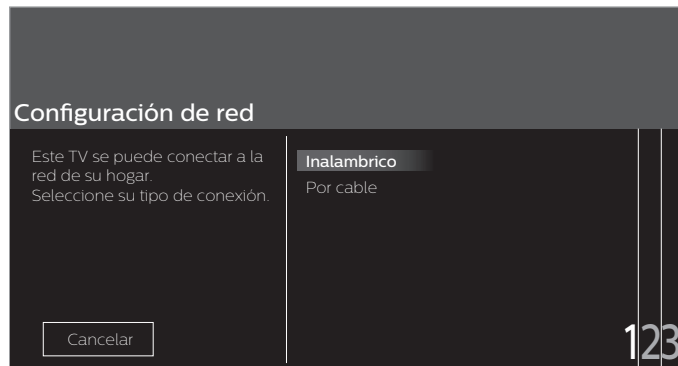 Configuración de red
Este TV se puede conectar a la
red de su hogar.
Seleccione su tipo de conexión.
Inalambrico
Por cable
Cancelar
123